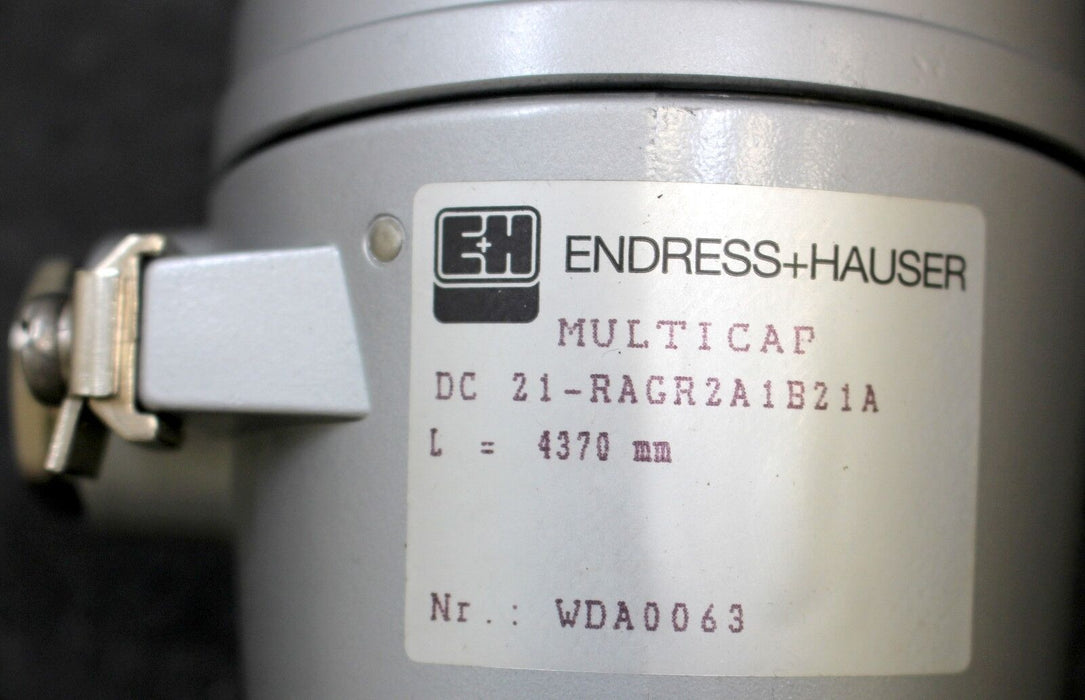 E+H
ENDRESS+HAUSER
MULTICAP
DC 21-RAGR2A1B21A
L = 4370 mm
Nr.: WDA0063